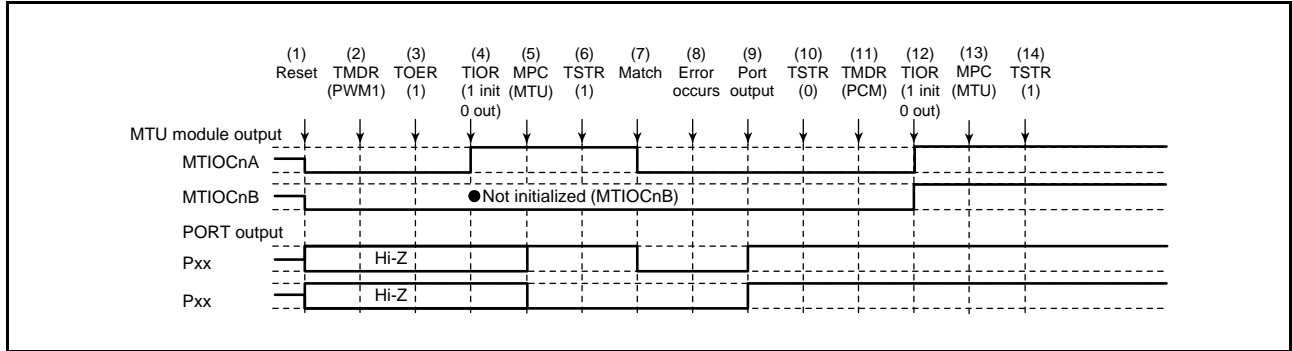 (1) (2) (3) (4) (5) (6) (7) (8) (9) (10) (11) (12) (13) (14)
Reset TMDR TOER TIOR MPC TSTR Match Error Port TSTR TMDR TIOR MPC TSTR
(PWM1) (1) (1 init (MTU) (1) occurs output (0) (PCM) (1 init (MTU) (1)
0 out) 0 out)
MTU module output
MTIOCnA
MTIOCnB ●Not initialized (MTIOCnB)
PORT output
Pxx Hi-Z
Pxx Hi-Z